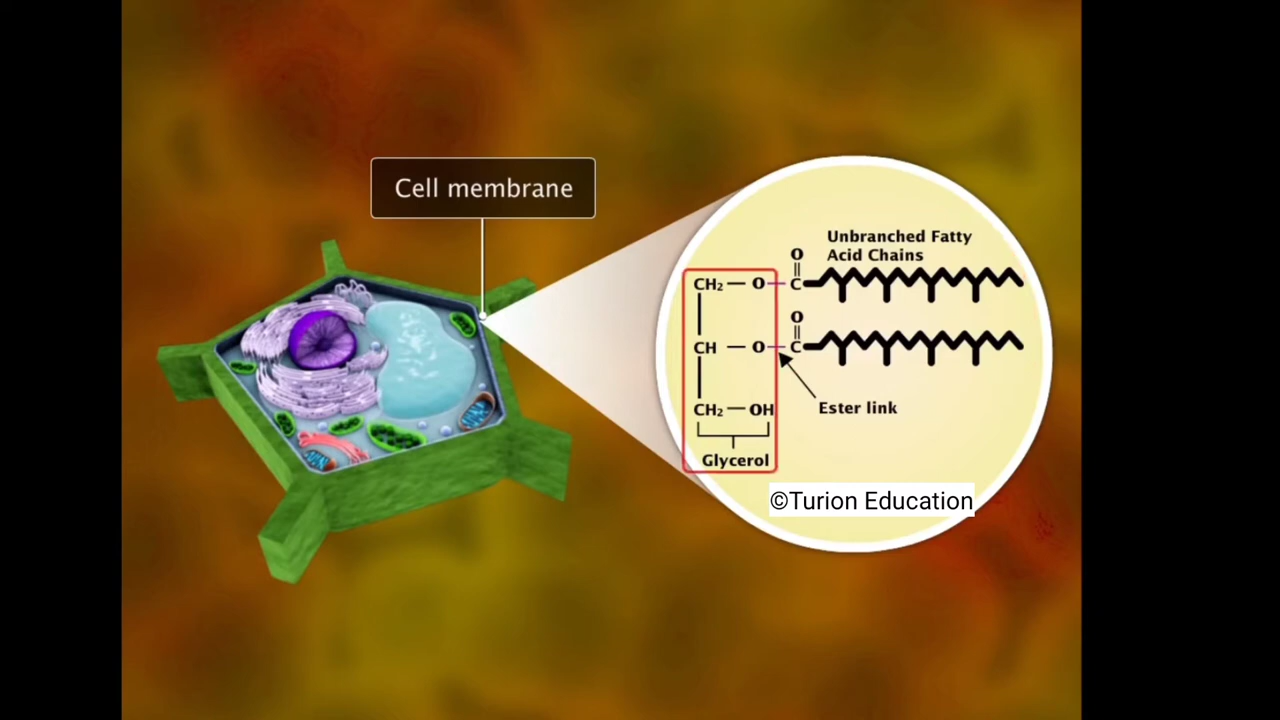 Cell membrane
Unbranched Fatty
Acid Chains
O
CH₂ — O — C
O
CH — O — C
Ester link
CH₂ — OH
Glycerol
©Turion Education